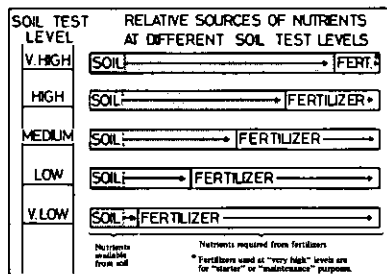 SOIL TEST LEVEL
RELATIVE SOURCES OF NUTRIENTS
AT DIFFERENT SOIL TEST LEVELS
V. HIGH SOIL FERT.*
HIGH SOIL FERTILIZER
MEDIUM SOIL FERTILIZER
LOW SOIL FERTILIZER
V. LOW SOIL FERTILIZER
Nutrients available from soil
Nutrients required from fertilizers
* Fertilizers used at "very high" levels are
for "starter" or "maintenance" purposes.